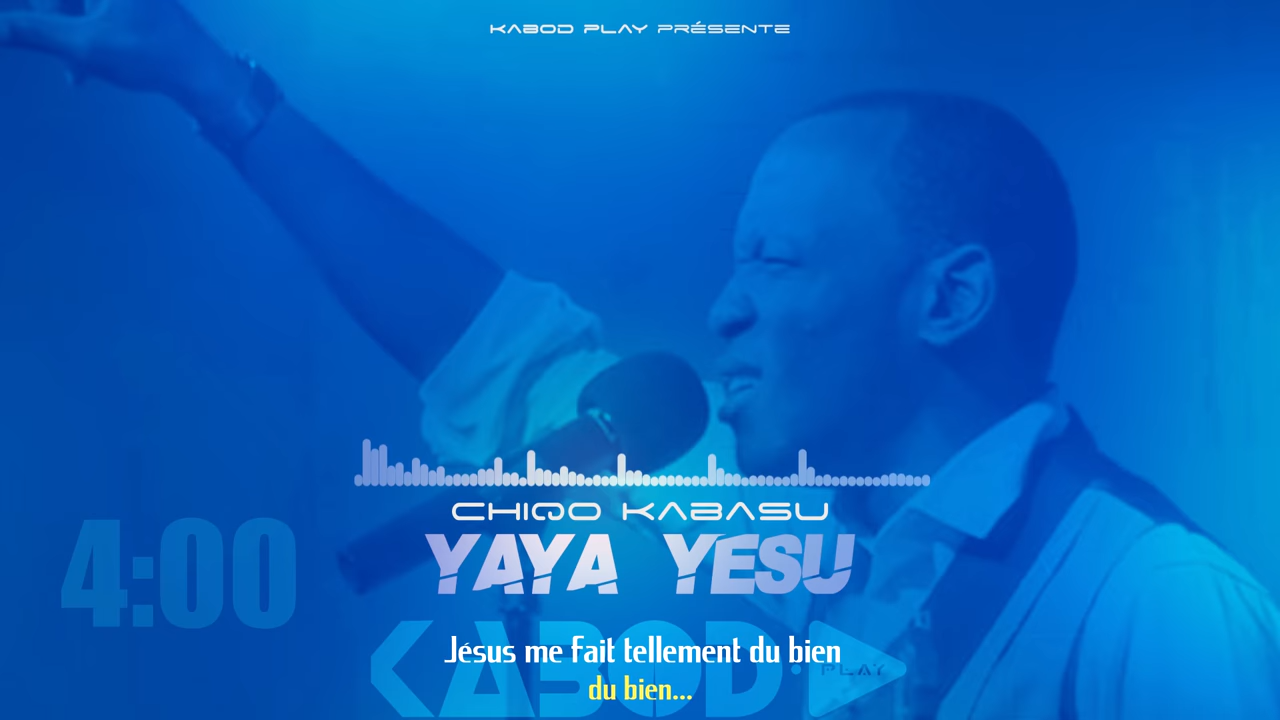 KABOD PLAY PRÉSENTE
CHIQO KABASU
YAYA YESU
4:00
KABOD
PLAY
Jésus me fait tellement du bien
du bien...